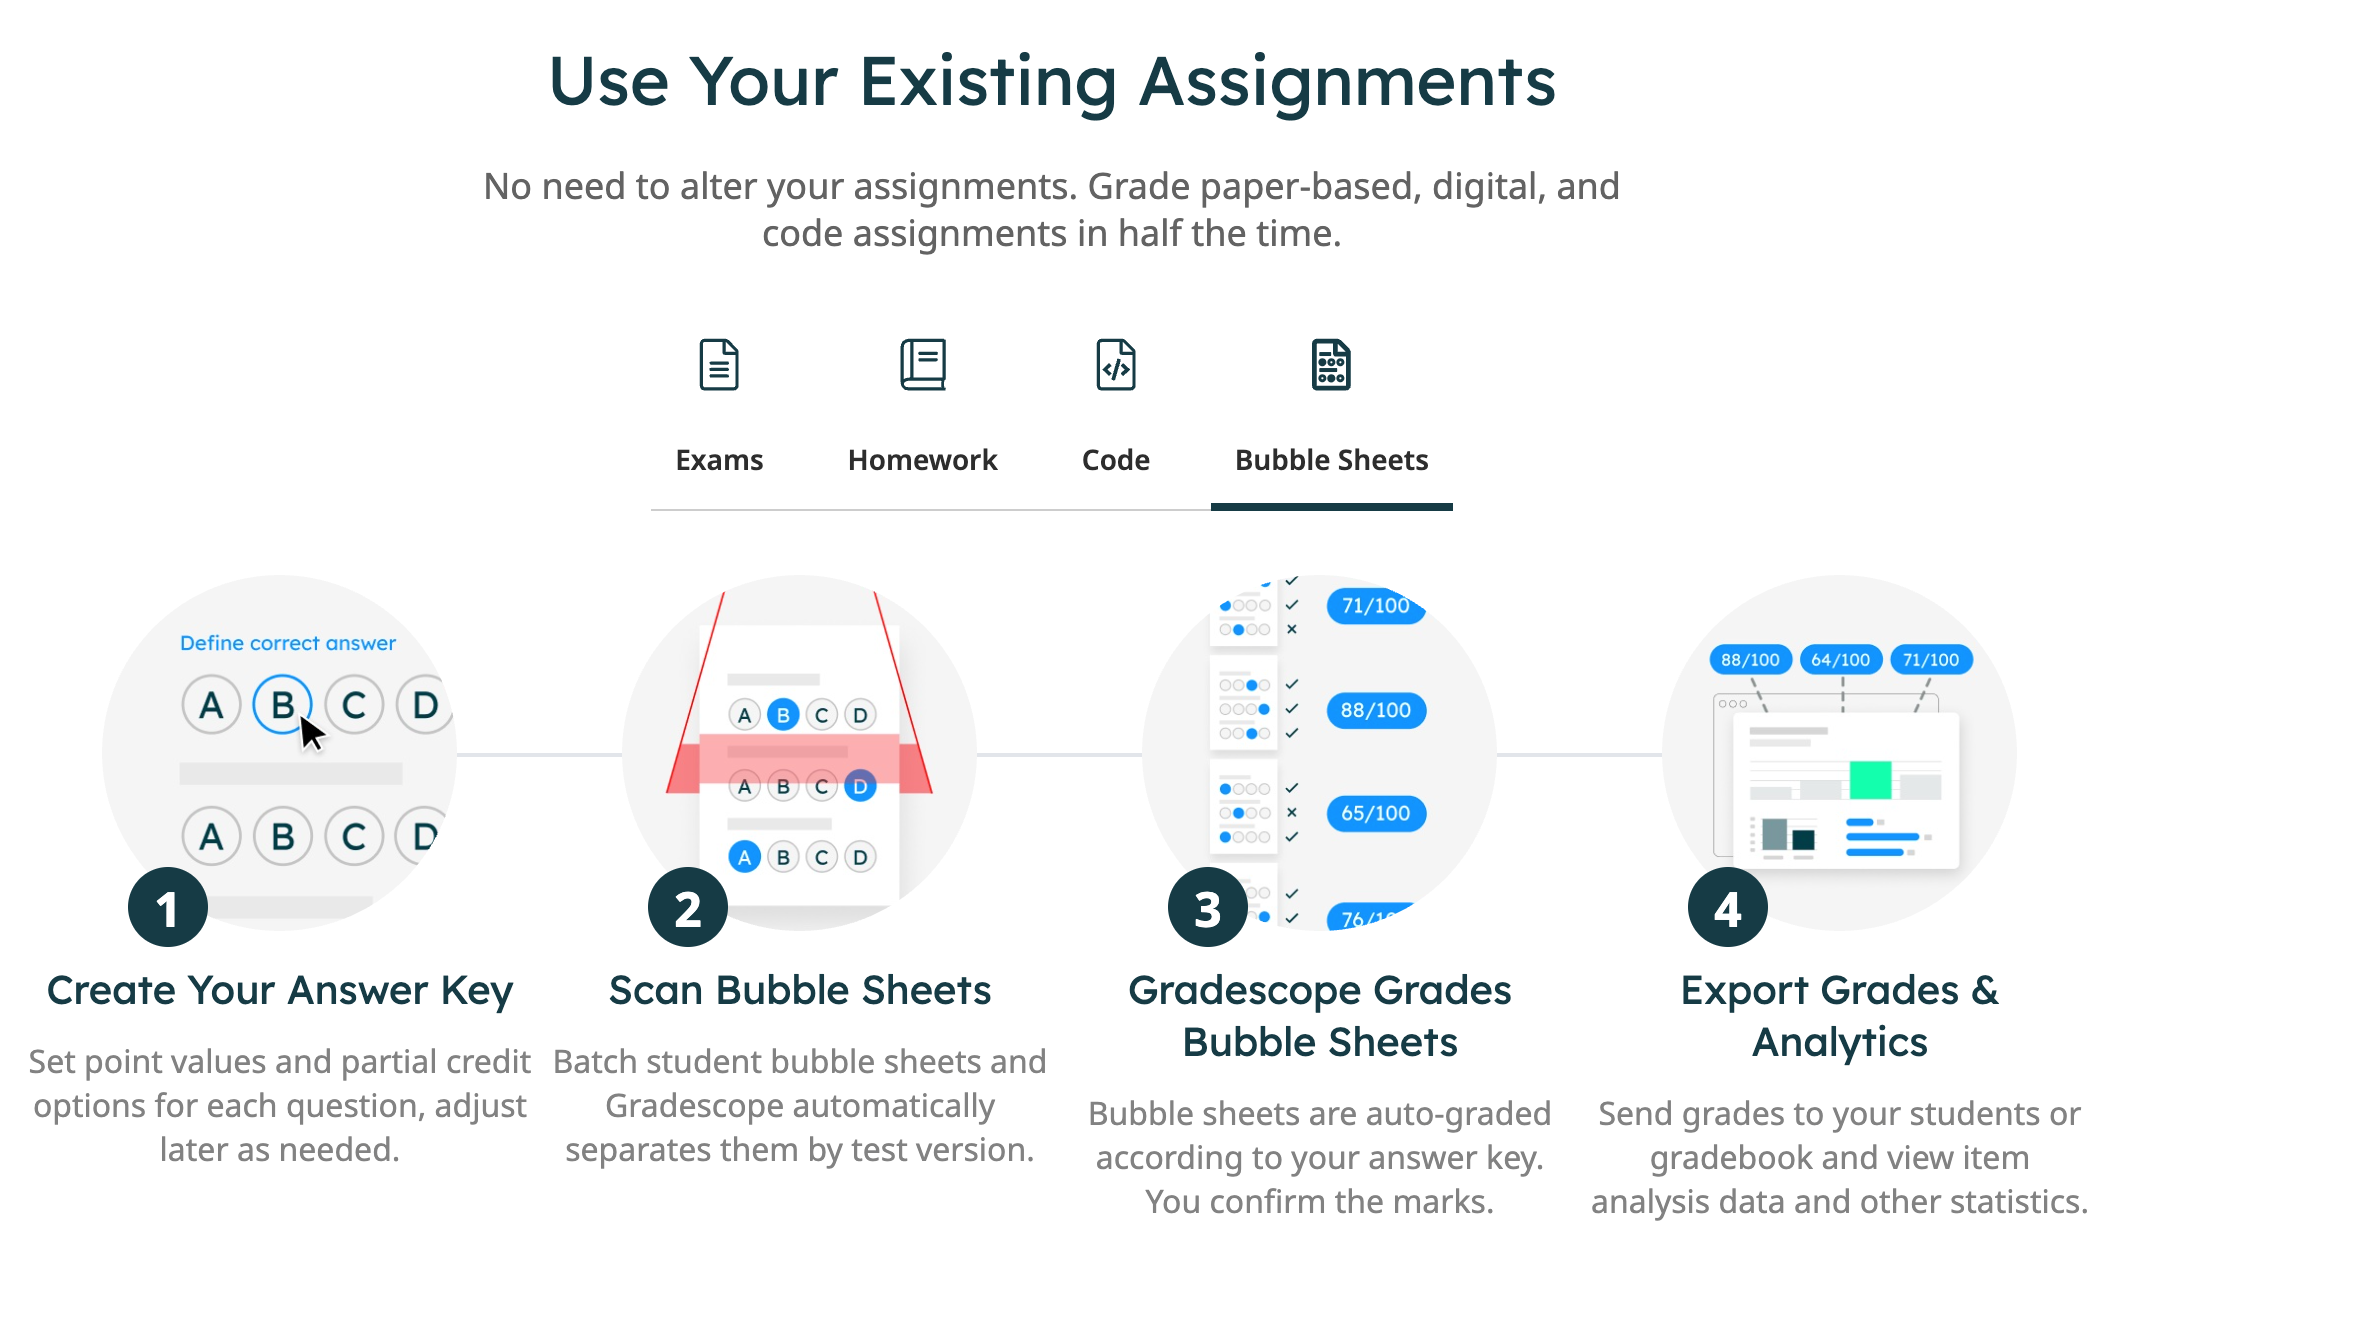 Use Your Existing Assignments
No need to alter your assignments. Grade paper-based, digital, and
code assignments in half the time.
Exams
Homework
Code
Bubble Sheets
Define correct answer
A B C D
A B C D
1
Create Your Answer Key
Set point values and partial credit
options for each question, adjust
later as needed.
A B C D
A B C D
A B C D
2
Scan Bubble Sheets
Batch student bubble sheets and
Gradescope automatically
separates them by test version.
71/100
88/100
65/100
76/10
3
Gradescope Grades
Bubble Sheets
Bubble sheets are auto-graded
according to your answer key.
You confirm the marks.
88/100 64/100 71/100
4
Export Grades &
Analytics
Send grades to your students or
gradebook and view item
analysis data and other statistics.